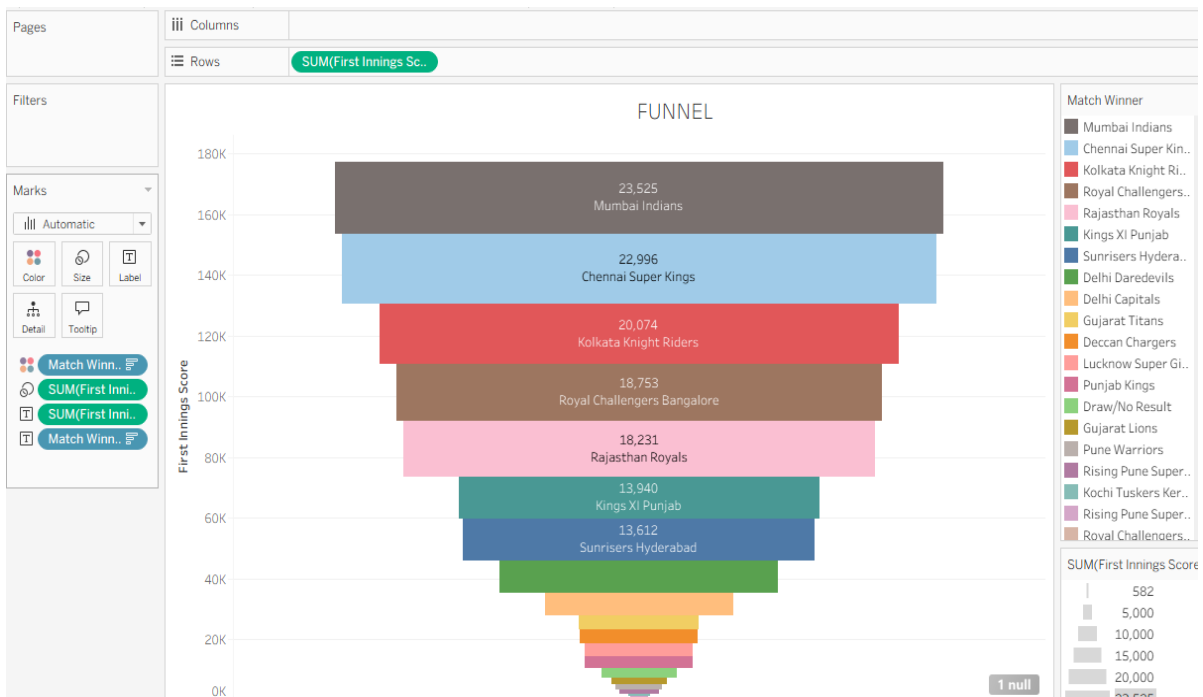 Pages
Columns
Rows
SUM(First Innings Sc..
Filters
Marks
Automatic
Color
Size
Label
Detail
Tooltip
Match Winn..
SUM(First Inni..
SUM(First Inni..
Match Winn..
FUNNEL
First Innings Score
180K
160K
140K
120K
100K
80K
60K
40K
20K
0K
23,525
Mumbai Indians
22,996
Chennai Super Kings
20,074
Kolkata Knight Riders
18,753
Royal Challengers Bangalore
18,231
Rajasthan Royals
13,940
Kings XI Punjab
13,612
Sunrisers Hyderabad
1 null
Match Winner
Mumbai Indians
Chennai Super Kin..
Kolkata Knight Ri..
Royal Challengers..
Rajasthan Royals
Kings XI Punjab
Sunrisers Hydera..
Delhi Daredevils
Delhi Capitals
Gujarat Titans
Deccan Chargers
Lucknow Super Gi..
Punjab Kings
Draw/No Result
Gujarat Lions
Pune Warriors
Rising Pune Super..
Kochi Tuskers Ker..
Rising Pune Super..
Royal Challengers..
SUM(First Innings Score
582
5,000
10,000
15,000
20,000
23,525